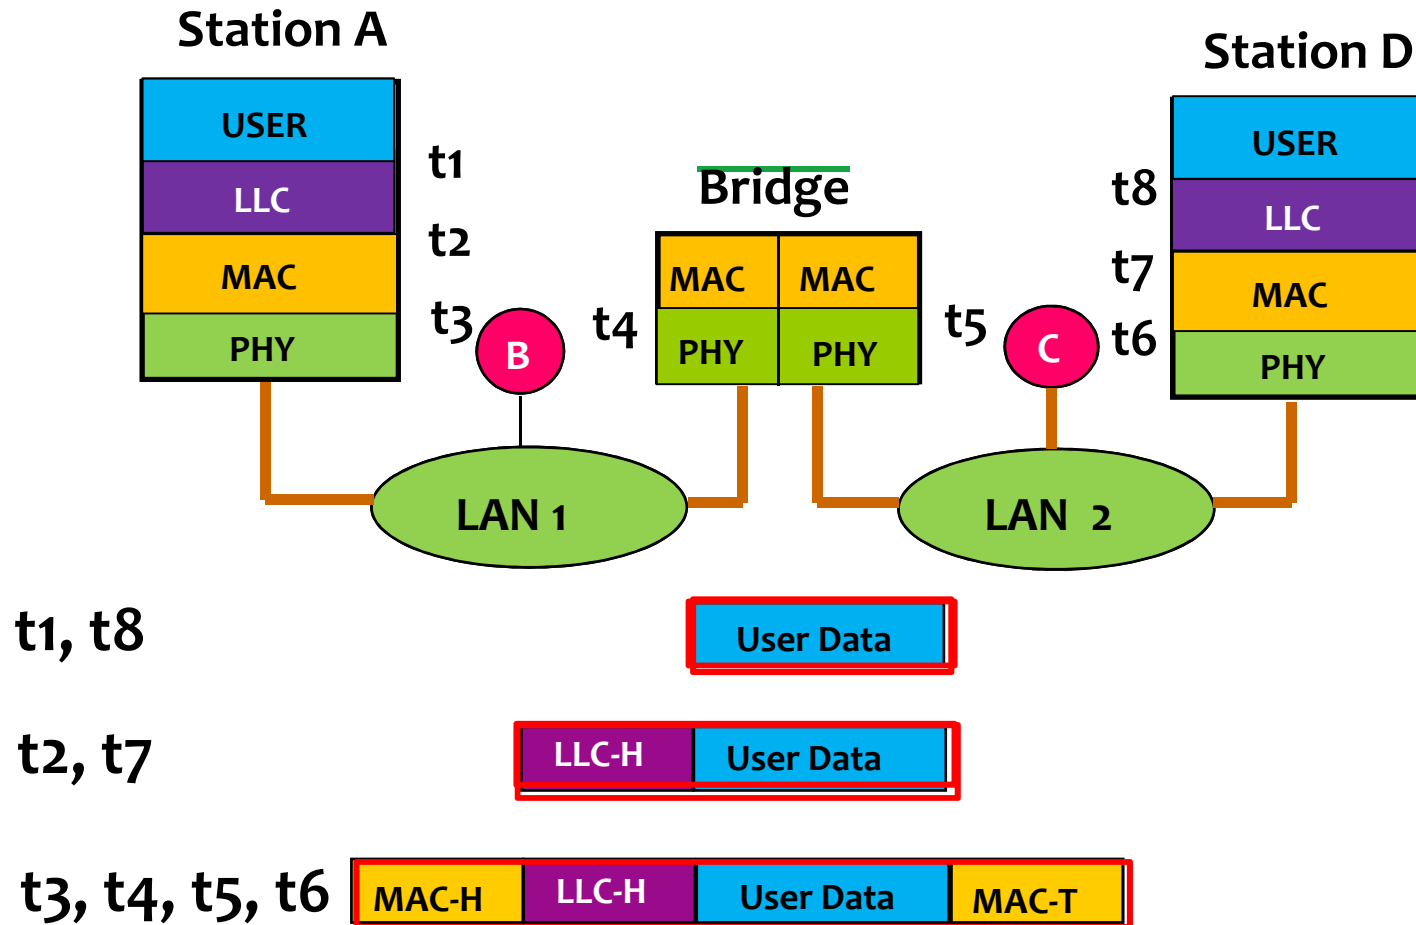 Station A
Station D
USER
LLC
MAC
PHY
t1
t2
t3
B
Bridge
MAC MAC
PHY PHY
t4
t5
C
t8
t7
t6
USER
LLC
MAC
PHY
LAN 1
LAN 2
t1, t8
User Data
t2, t7
LLC-H User Data
t3, t4, t5, t6
MAC-H LLC-H User Data MAC-T